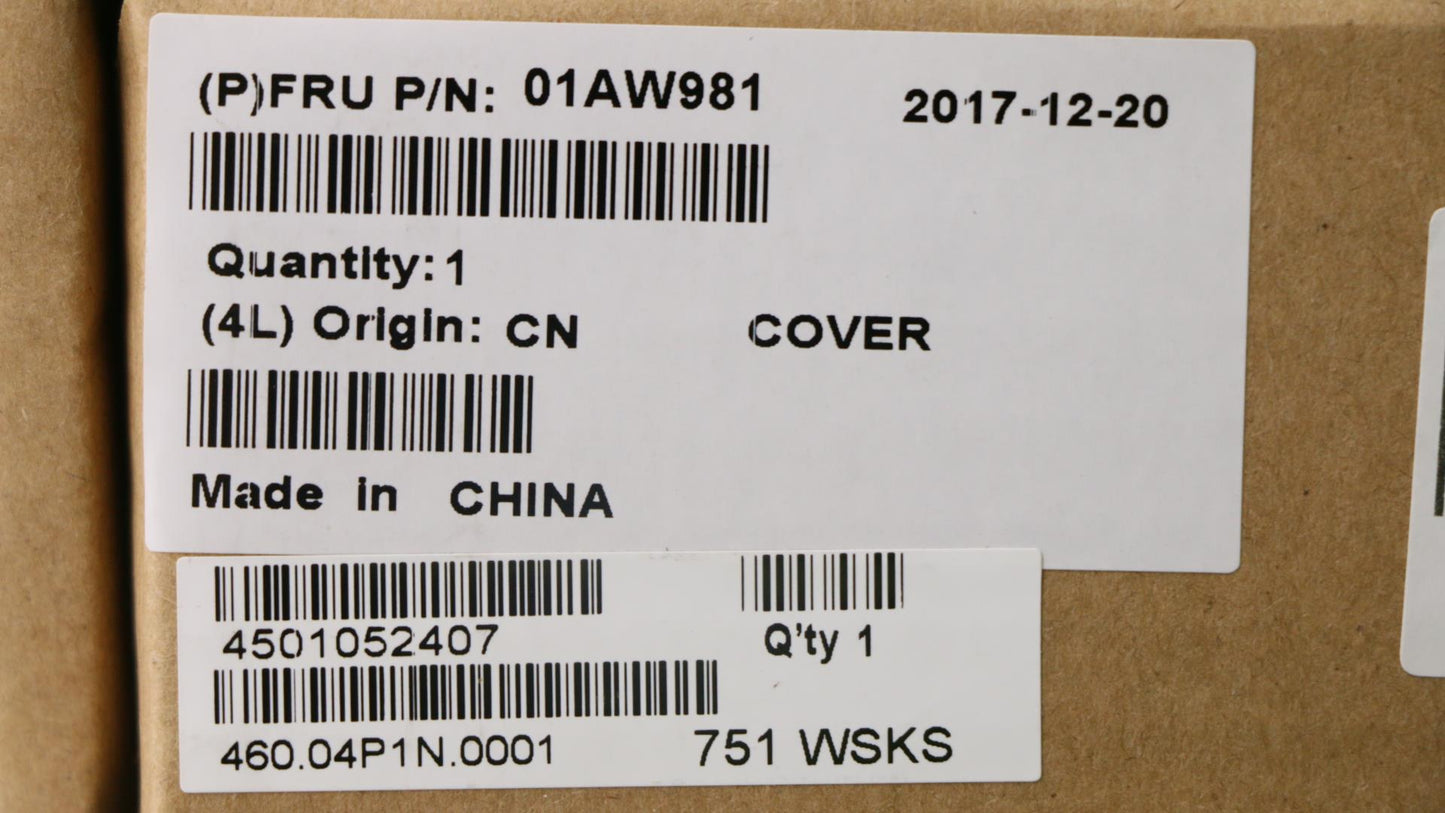 (P)FRU P/N: 01AW981 2017-12-20
Quantity: 1
(4L) Origin: CN COVER
Made in CHINA
4501052407 Q'ty 1
460.04P1N.0001 751 WSKS